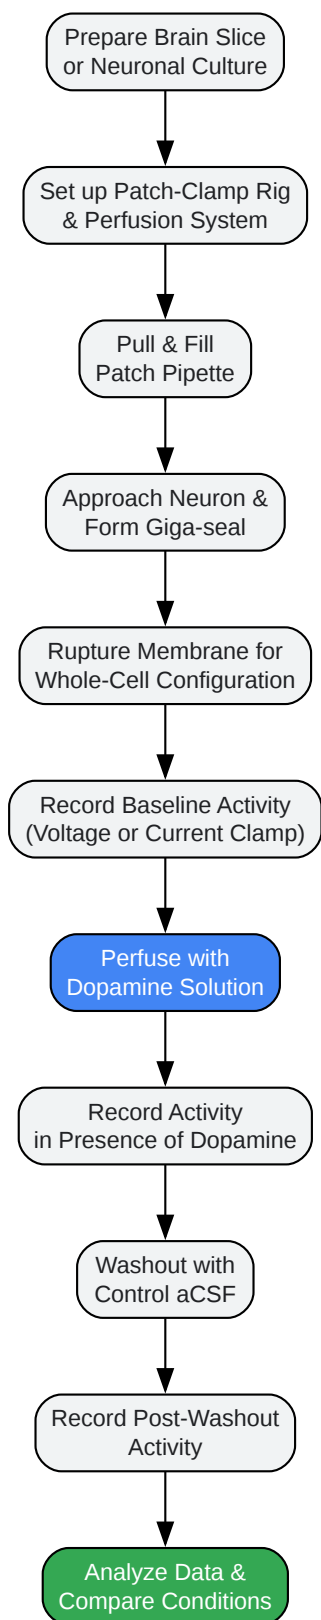 Prepare Brain Slice
or Neuronal Culture
Set up Patch-Clamp Rig
& Perfusion System
Pull & Fill
Patch Pipette
Approach Neuron &
Form Giga-seal
Rupture Membrane for
Whole-Cell Configuration
Record Baseline Activity
(Voltage or Current Clamp)
Perfuse with
Dopamine Solution
Record Activity
in Presence of Dopamine
Washout with
Control aCSF
Record Post-Washout
Activity
Analyze Data &
Compare Conditions